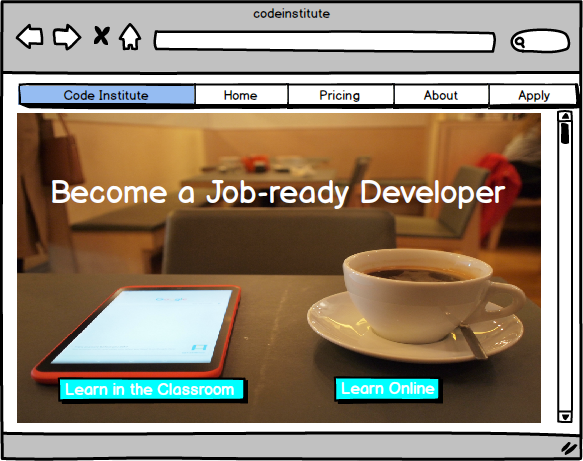 codeinstitute
Code Institute Home Pricing About Apply
Become a Job-ready Developer
Learn in the Classroom Learn Online